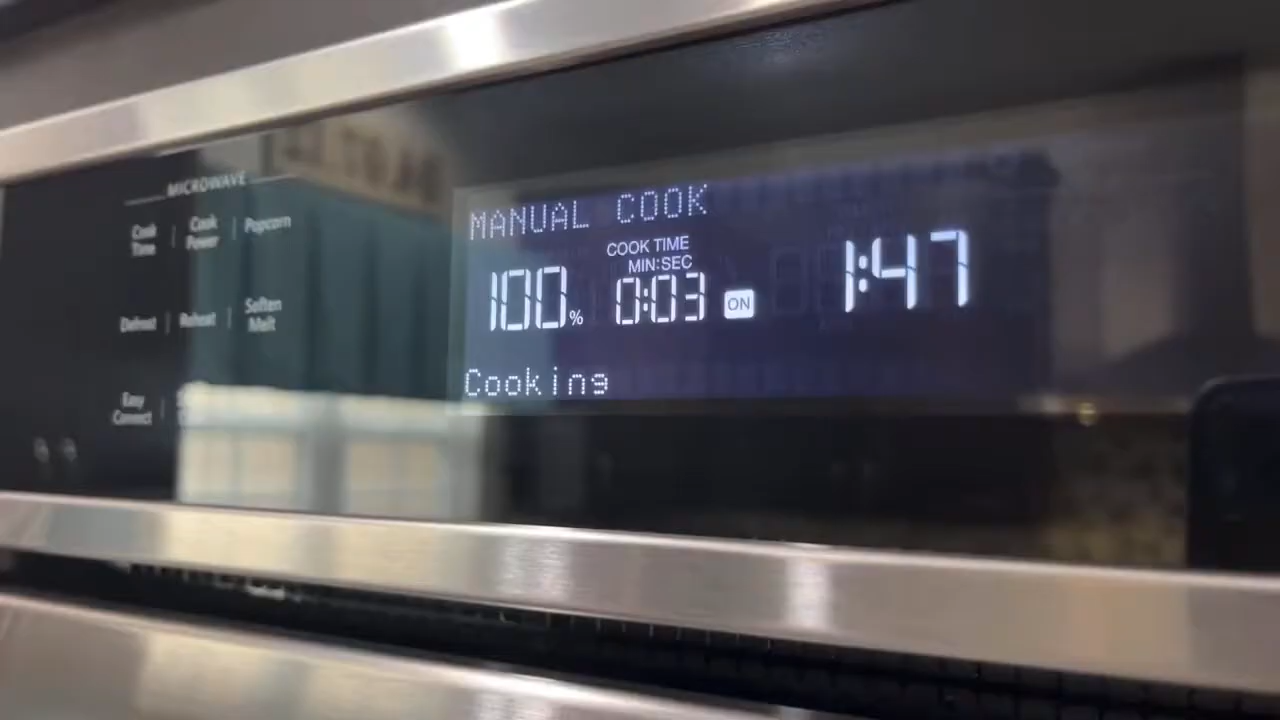 MICROWAVE
Cook Time
Cook Power
Popcorn
Defrost
Reheat
Soften Melt
Easy Connect
MANUAL COOK
COOK TIME
MIN:SEC
100%
0:03
ON
1:47
Cooking